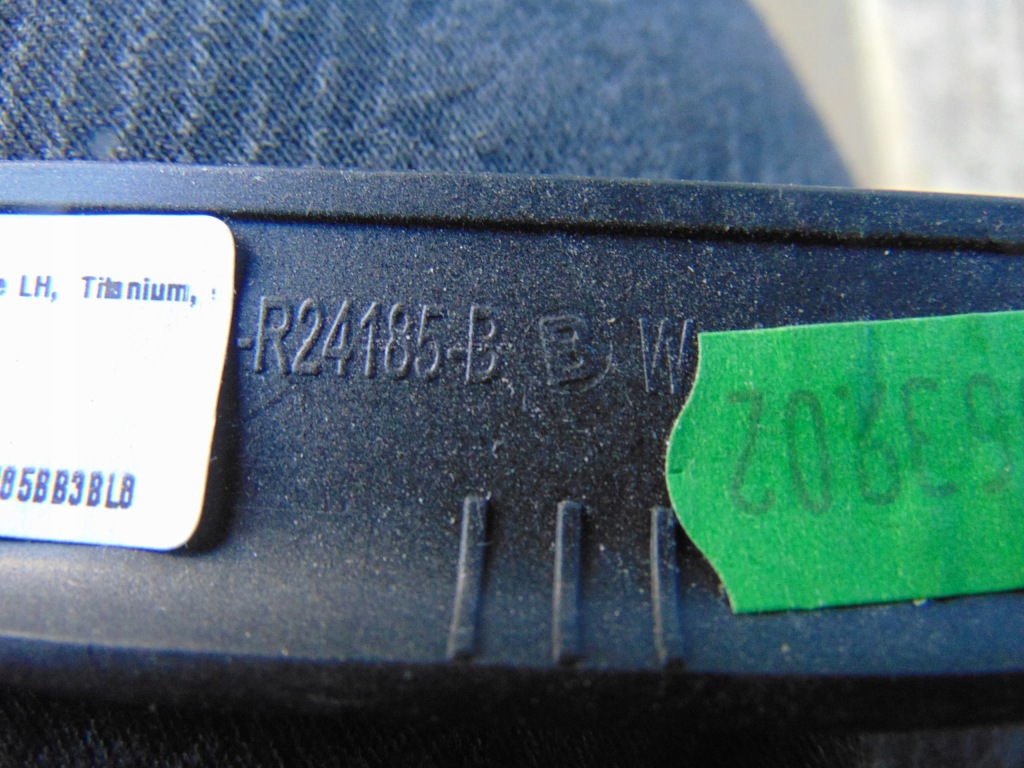 e LH, Titanium,
-R24185-B B W
85BB3BL8